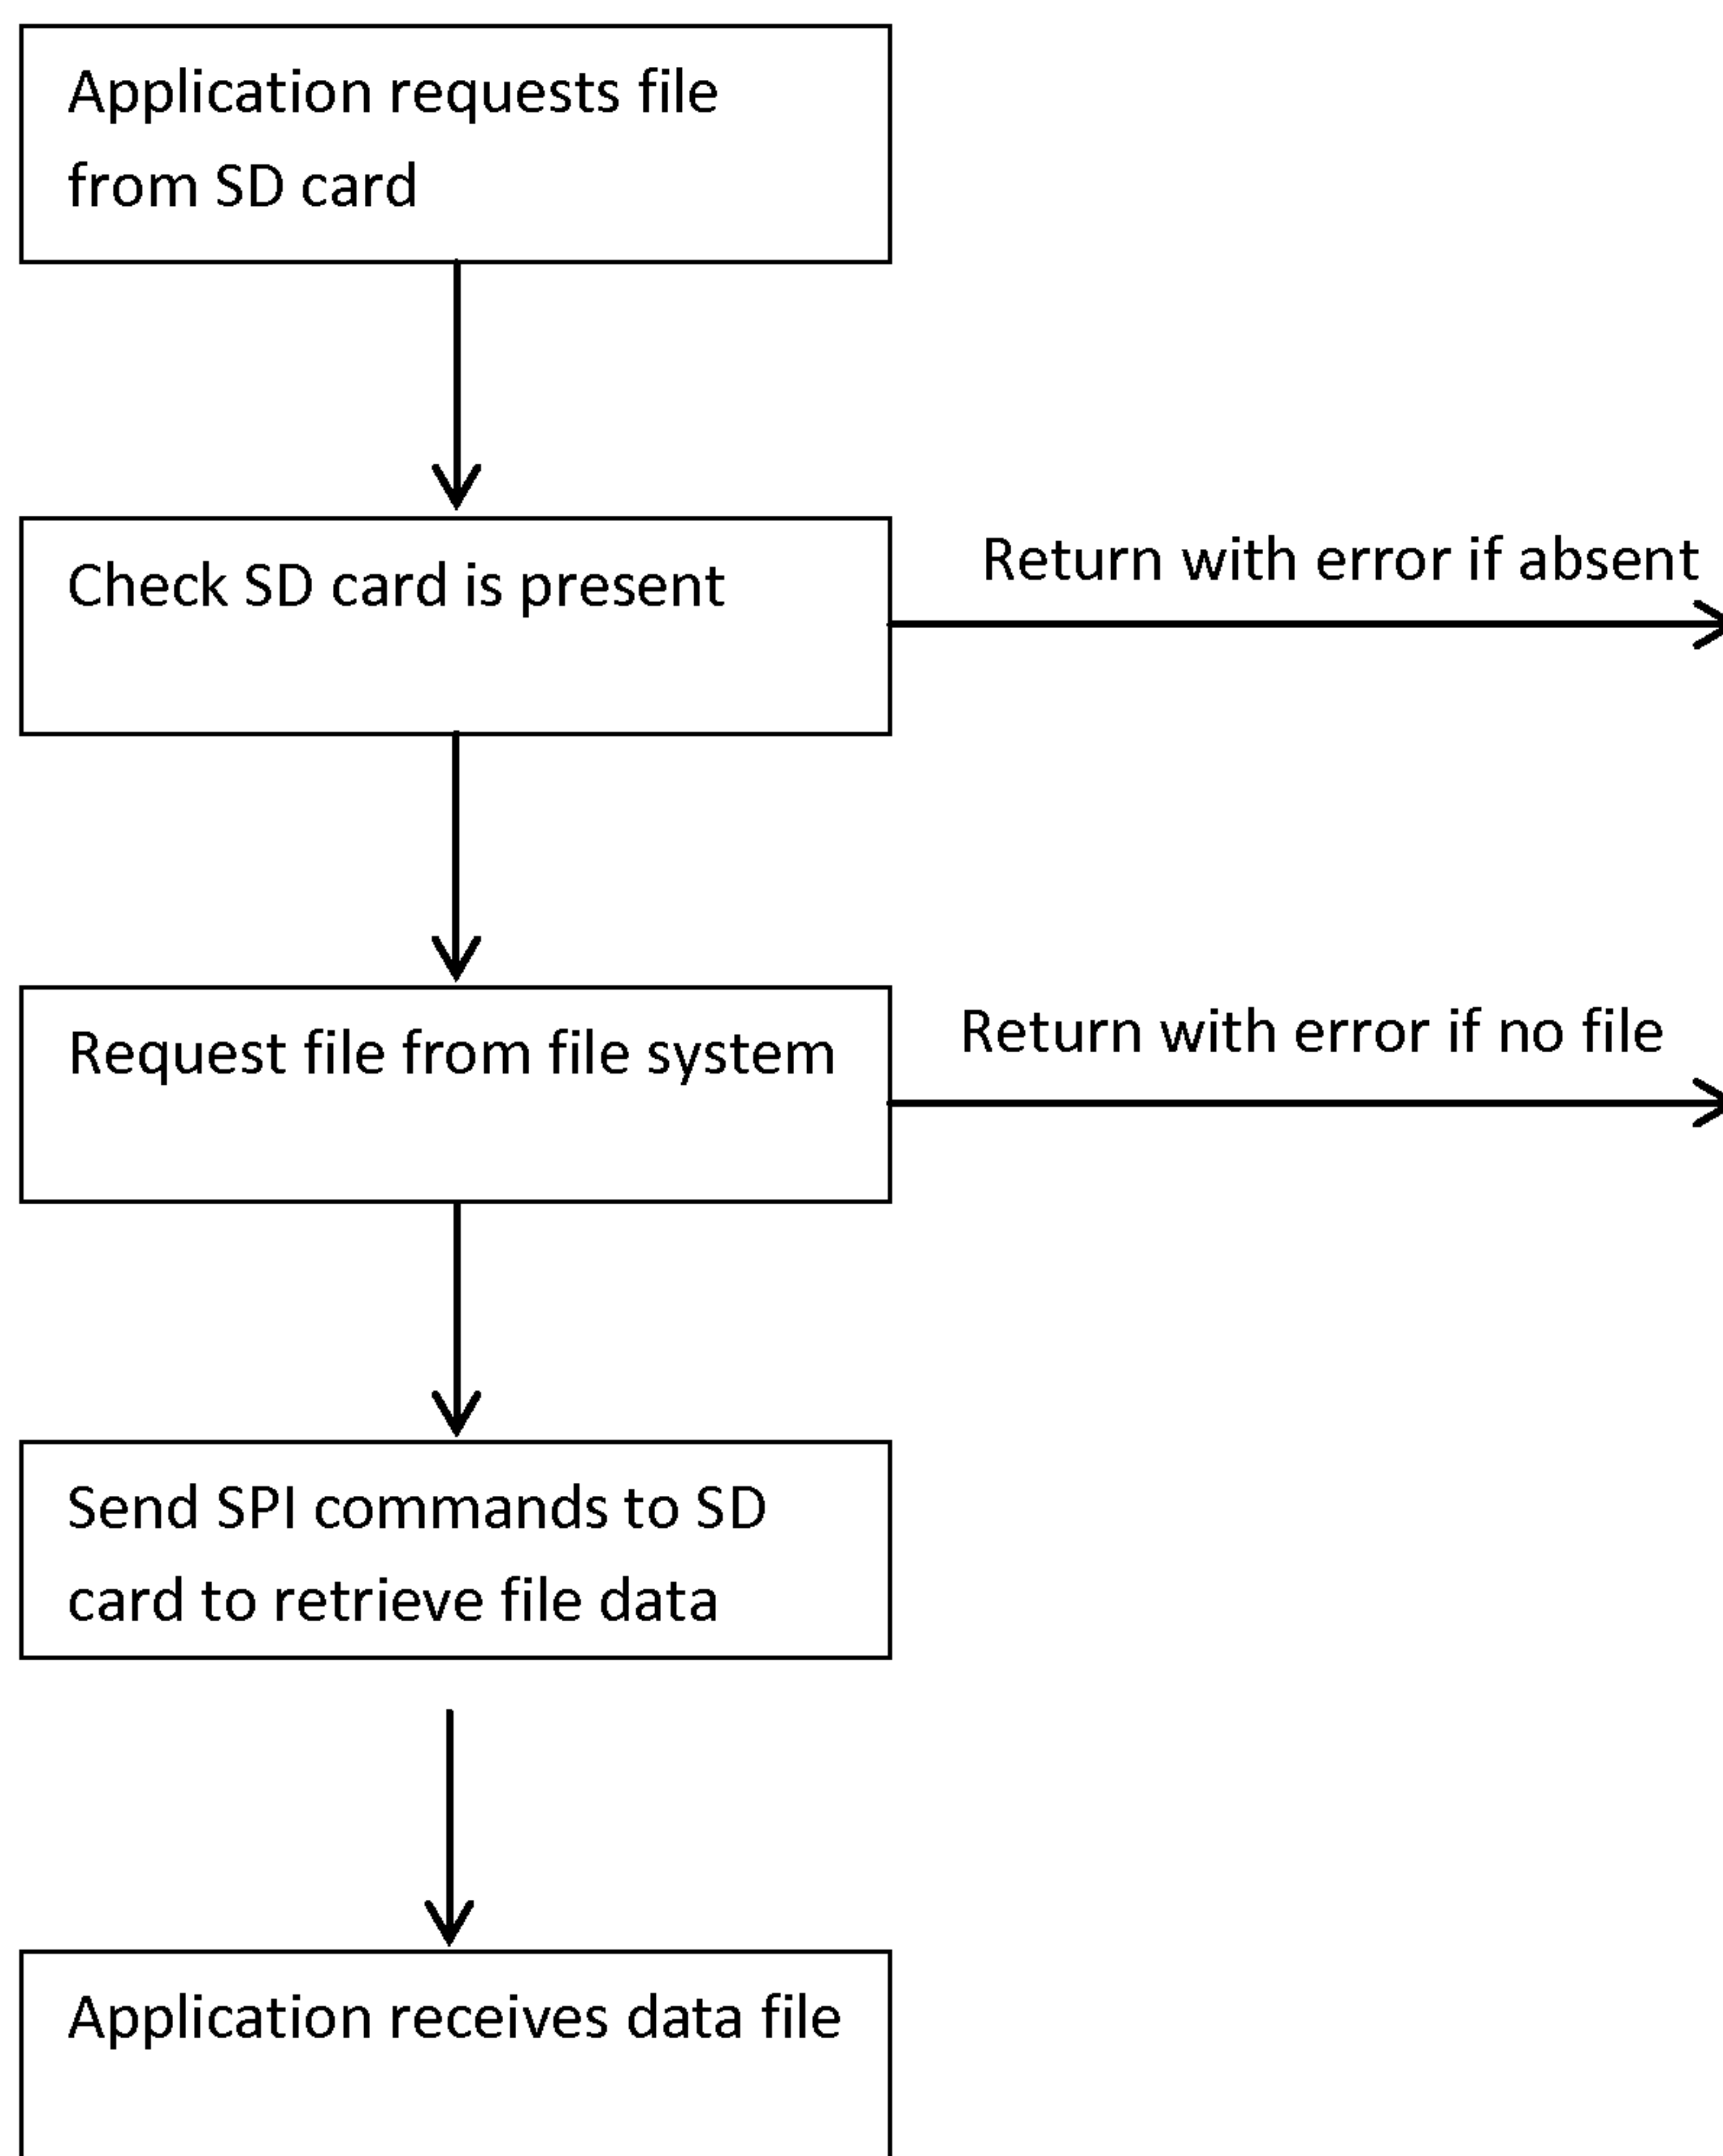 Application requests file
from SD card
Check SD card is present
Return with error if absent
Request file from file system
Return with error if no file
Send SPI commands to SD
card to retrieve file data
Application receives data file